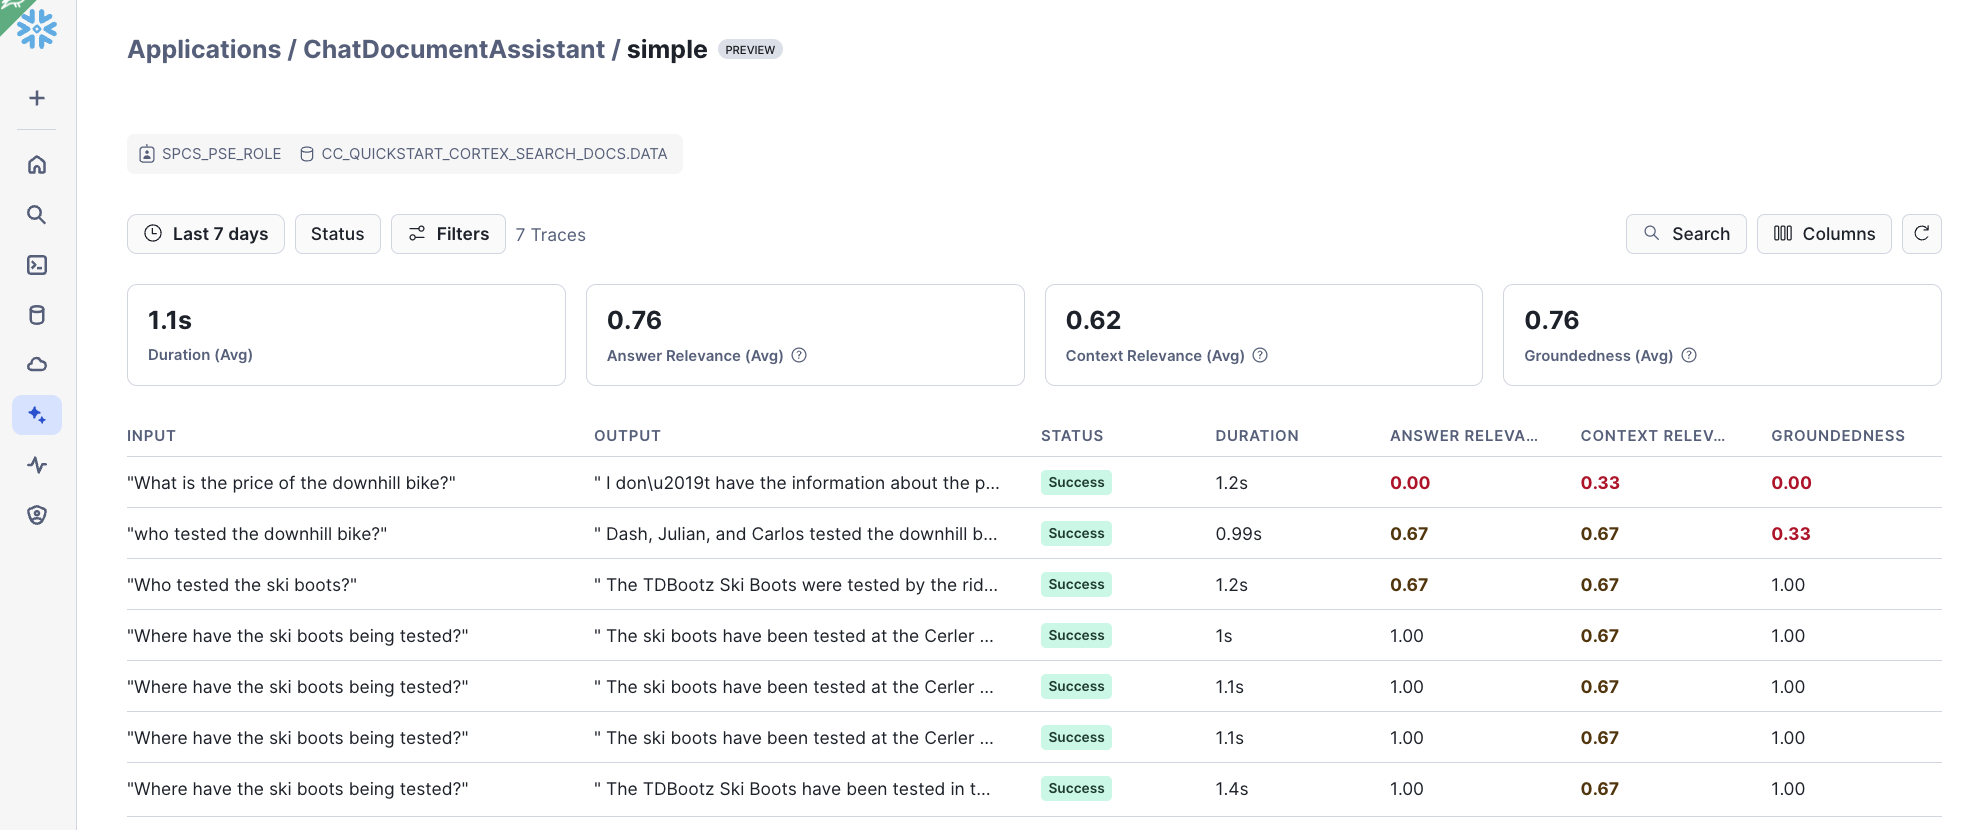 Applications / ChatDocumentAssistant / simple PREVIEW
SPCS_PSE_ROLE CC_QUICKSTART_CORTEX_SEARCH_DOCS.DATA
Last 7 days Status Filters 7 Traces Search Columns
1.1s
Duration (Avg)
0.76
Answer Relevance (Avg)
0.62
Context Relevance (Avg)
0.76
Groundedness (Avg)
INPUT OUTPUT STATUS DURATION ANSWER RELEVA... CONTEXT RELEV... GROUNDEDNESS
"What is the price of the downhill bike?" " I don\u2019t have the information about the p... Success 1.2s 0.00 0.33 0.00
"who tested the downhill bike?" " Dash, Julian, and Carlos tested the downhill b... Success 0.99s 0.67 0.67 0.33
"Who tested the ski boots?" " The TDBootz Ski Boots were tested by the rid... Success 1.2s 0.67 0.67 1.00
"Where have the ski boots being tested?" " The ski boots have been tested at the Cerler ... Success 1s 1.00 0.67 1.00
"Where have the ski boots being tested?" " The ski boots have been tested at the Cerler ... Success 1.1s 1.00 0.67 1.00
"Where have the ski boots being tested?" " The ski boots have been tested at the Cerler ... Success 1.1s 1.00 0.67 1.00
"Where have the ski boots being tested?" " The TDBootz Ski Boots have been tested in t... Success 1.4s 1.00 0.67 1.00